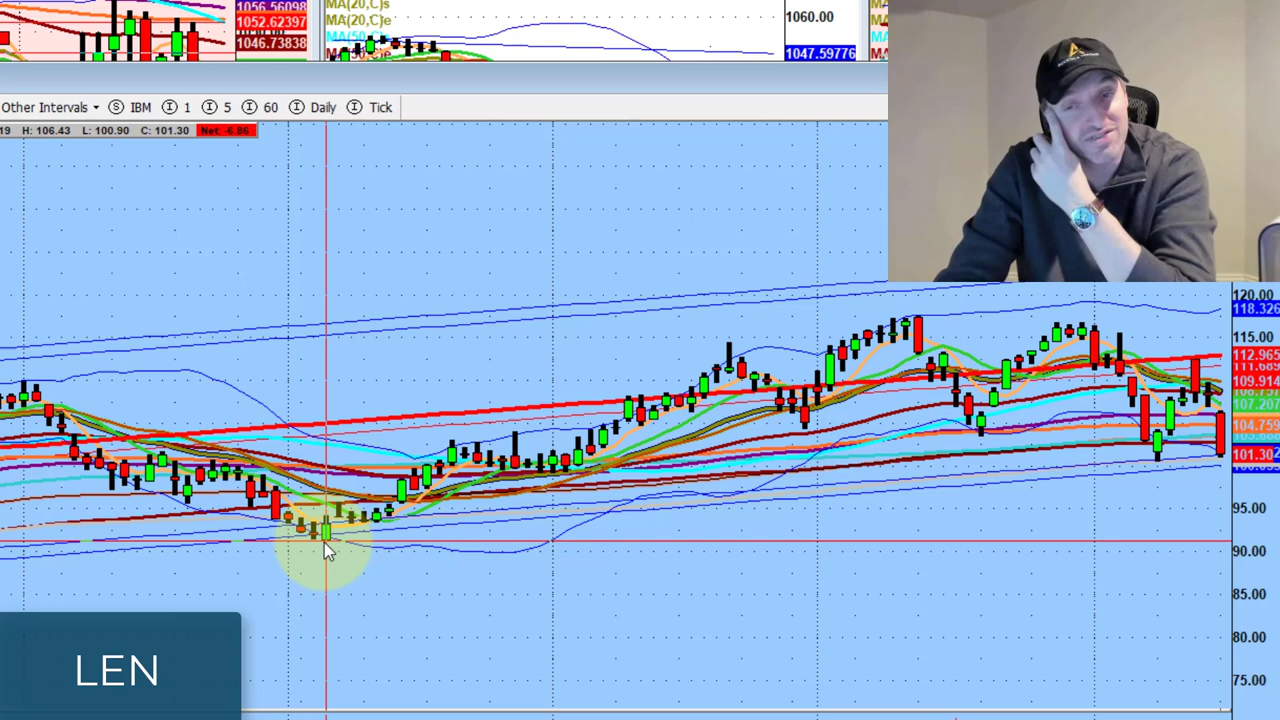 1056.56098
1052.62397
1046.73838
MA(20,C)s
MA(20,C)e
1060.00
1047.59776
Other Intervals
S IBM
I 1
I 5
I 60
I Daily
I Tick
19 H: 106.43 L: 100.90 C: 101.30 Net: -6.86
120.00
118.326
115.00
112.965
109.914
107.207
104.759
101.30
95.00
90.00
85.00
80.00
75.00
LEN